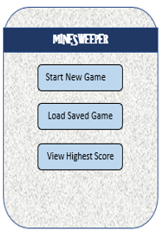 MINESWEEPER
Start New Game
Load Saved Game
View Highest Score